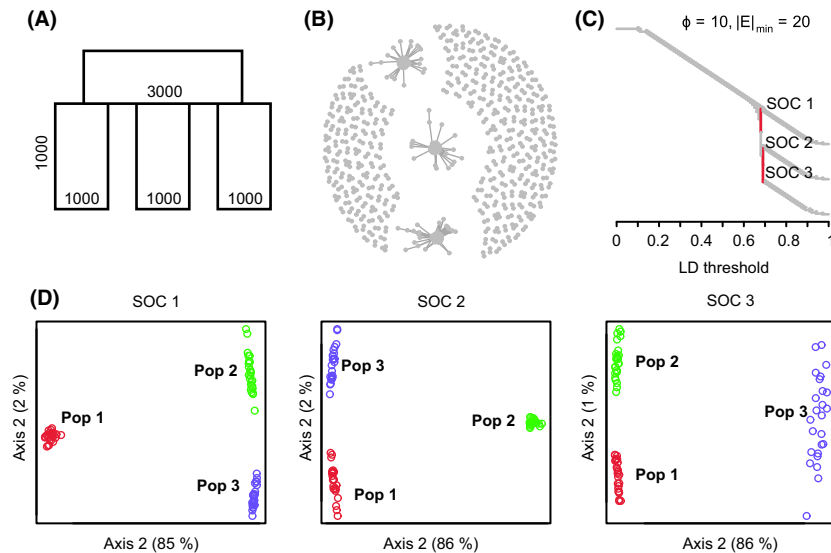 (A)
3000
1000
1000
1000
1000
(B)
(C)
ϕ = 10, |E|min = 20
SOC 1
SOC 2
SOC 3
0 0.2 0.4 0.6 0.8 1
LD threshold
(D)
SOC 1
Axis 2 (2 %)
Pop 1
Pop 2
Pop 3
Axis 2 (85 %)
SOC 2
Axis 2 (2 %)
Pop 3
Pop 2
Pop 1
Axis 2 (86 %)
SOC 3
Axis 2 (1 %)
Pop 2
Pop 3
Pop 1
Axis 2 (86 %)